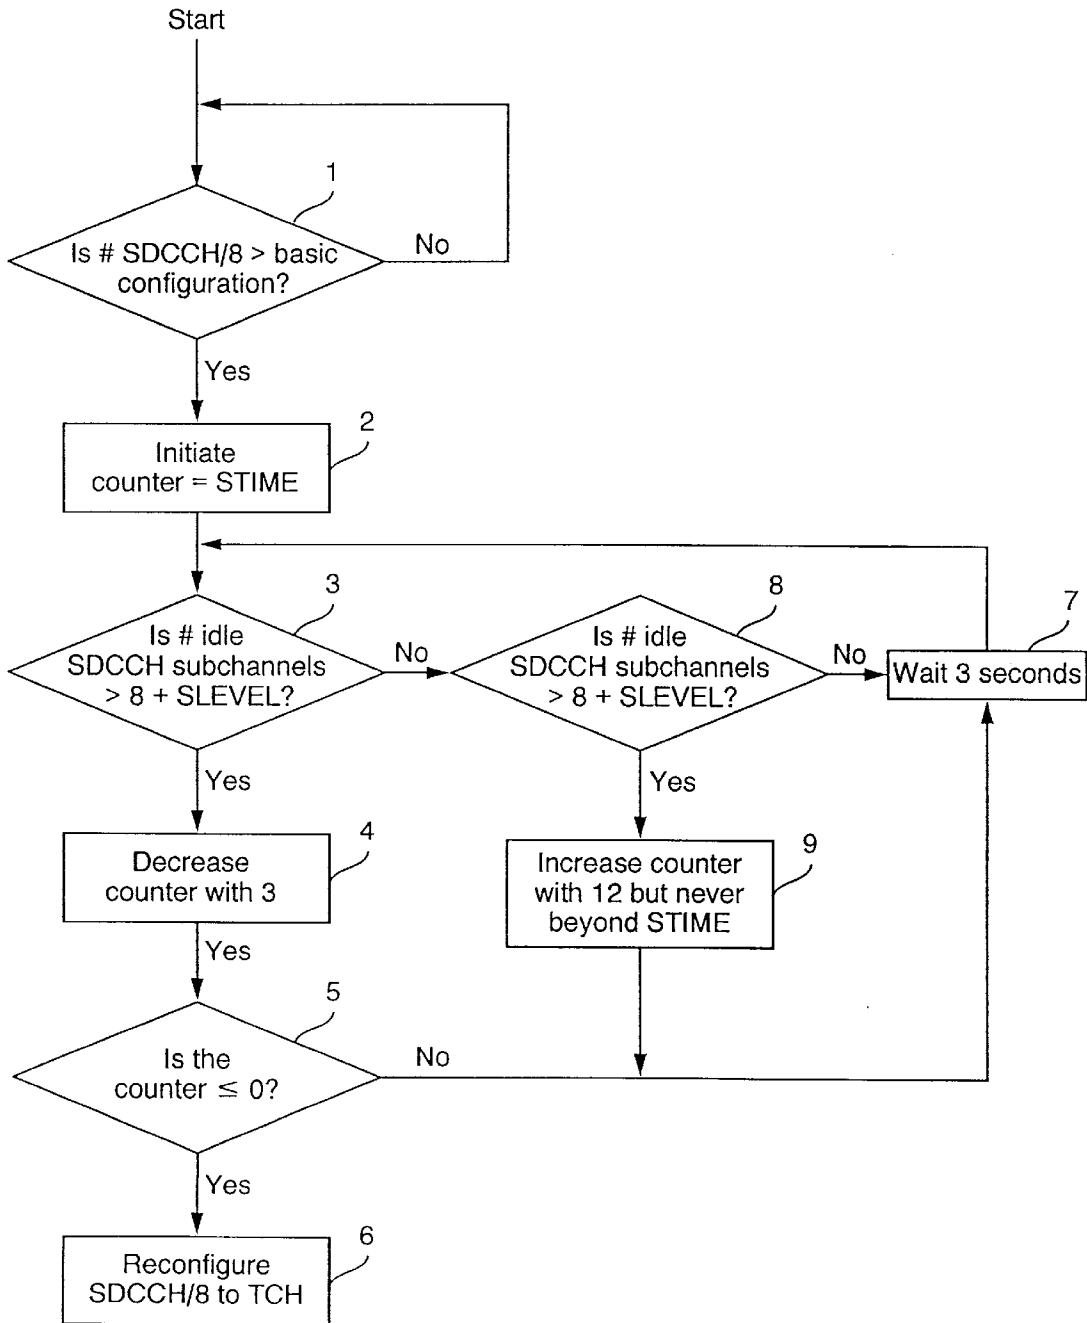 Start
1
Is # SDCCH/8 > basic
configuration?
No
Yes
2
Initiate
counter = STIME
3
Is # idle
SDCCH subchannels
> 8 + SLEVEL?
No
8
Is # idle
SDCCH subchannels
> 8 + SLEVEL?
No
7
Wait 3 seconds
Yes
Yes
4
Decrease
counter with 3
9
Increase counter
with 12 but never
beyond STIME
Yes
5
Is the
counter ≤ 0?
No
Yes
6
Reconfigure
SDCCH/8 to TCH